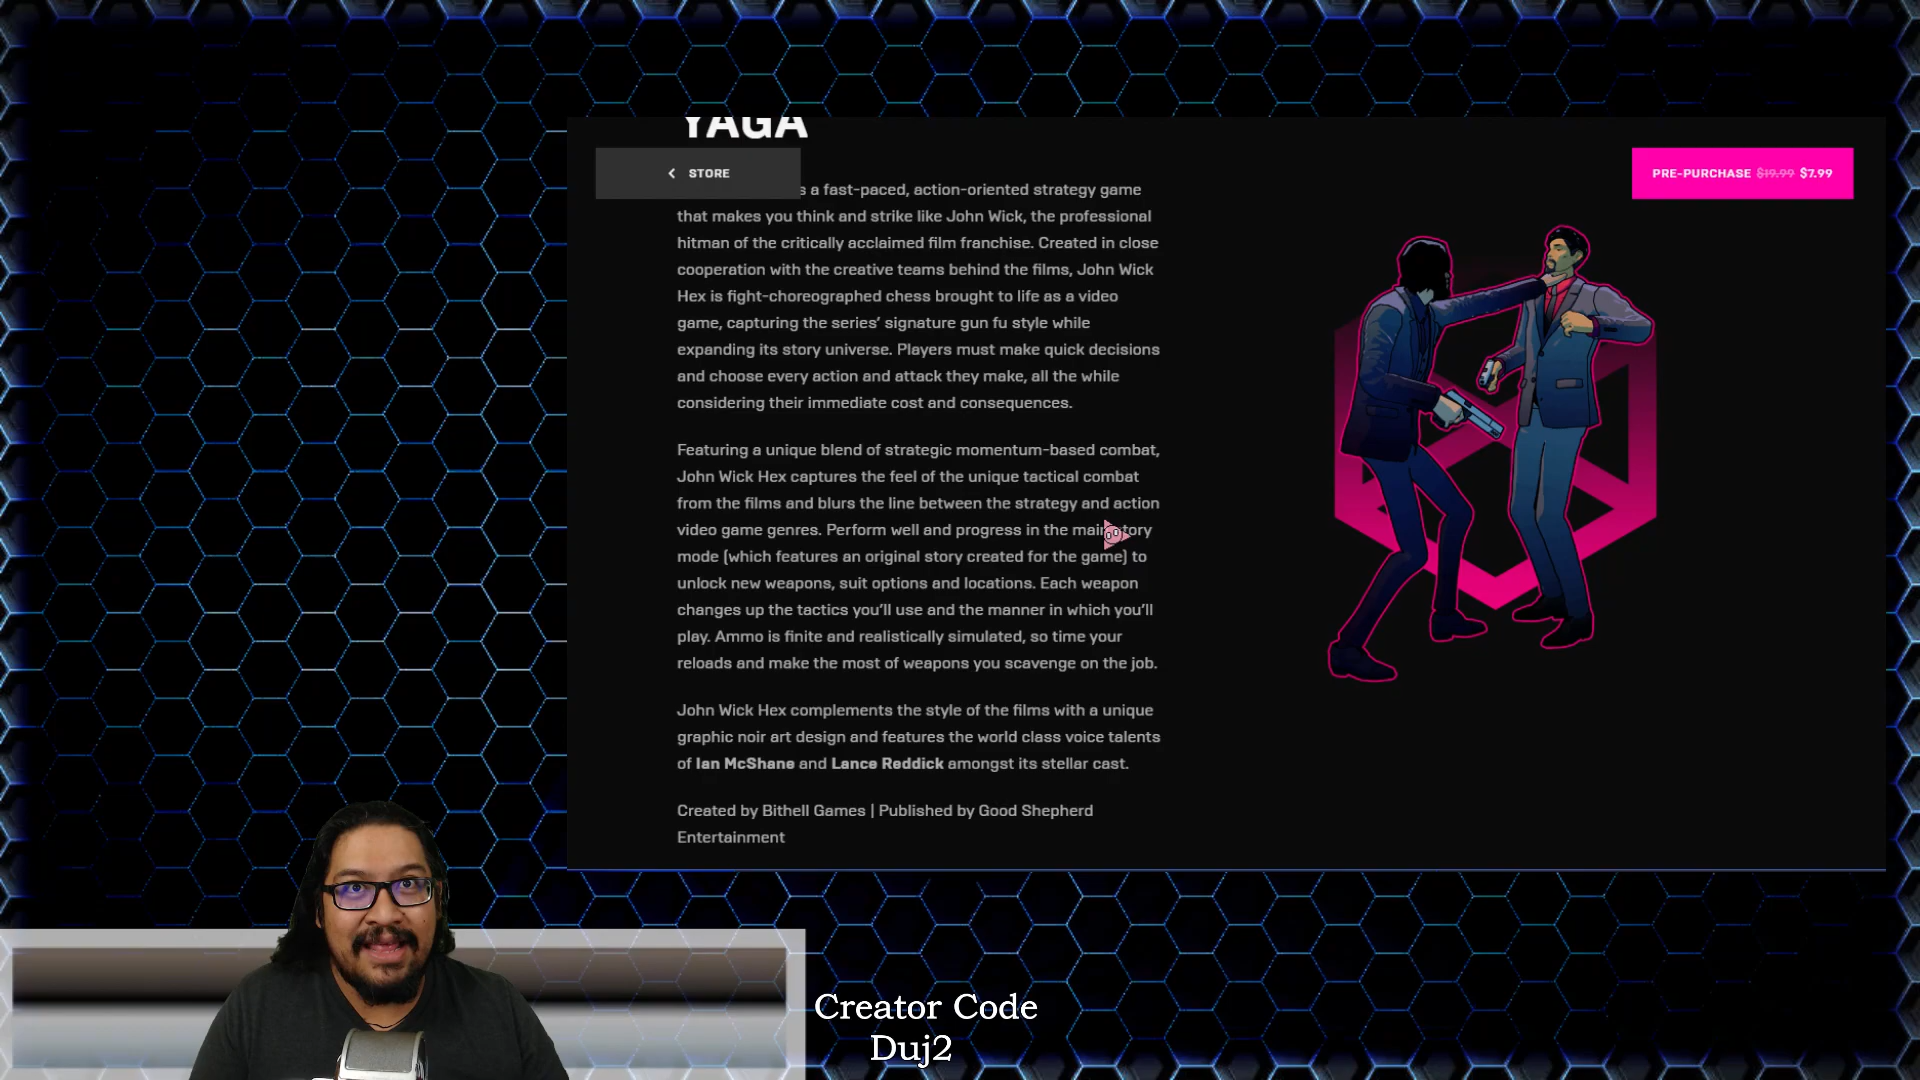 YAGA
STORE
PRE-PURCHASE $19.99 $7.99
s a fast-paced, action-oriented strategy game
that makes you think and strike like John Wick, the professional
hitman of the critically acclaimed film franchise. Created in close
cooperation with the creative teams behind the films, John Wick
Hex is fight-choreographed chess brought to life as a video
game, capturing the series’ signature gun fu style while
expanding its story universe. Players must make quick decisions
and choose every action and attack they make, all the while
considering their immediate cost and consequences.
Featuring a unique blend of strategic momentum-based combat,
John Wick Hex captures the feel of the unique tactical combat
from the films and blurs the line between the strategy and action
video game genres. Perform well and progress in the main story
mode (which features an original story created for the game) to
unlock new weapons, suit options and locations. Each weapon
changes up the tactics you’ll use and the manner in which you’ll
play. Ammo is finite and realistically simulated, so time your
reloads and make the most of weapons you scavenge on the job.
John Wick Hex complements the style of the films with a unique
graphic noir art design and features the world class voice talents
of Ian McShane and Lance Reddick amongst its stellar cast.
Created by Bithell Games | Published by Good Shepherd
Entertainment
Creator Code
Duj2